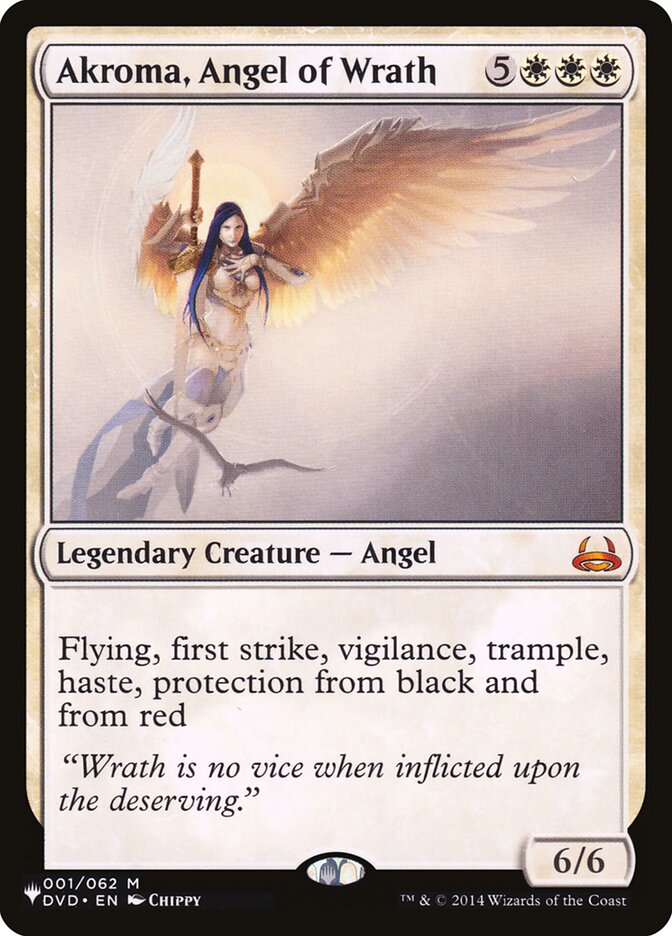 Akroma, Angel of Wrath 5
Legendary Creature — Angel
Flying, first strike, vigilance, trample,
haste, protection from black and
from red
“Wrath is no vice when inflicted upon
the deserving.”
6/6
001/062 M
DVD • EN CHIPPY
™ & © 2014 Wizards of the Coast